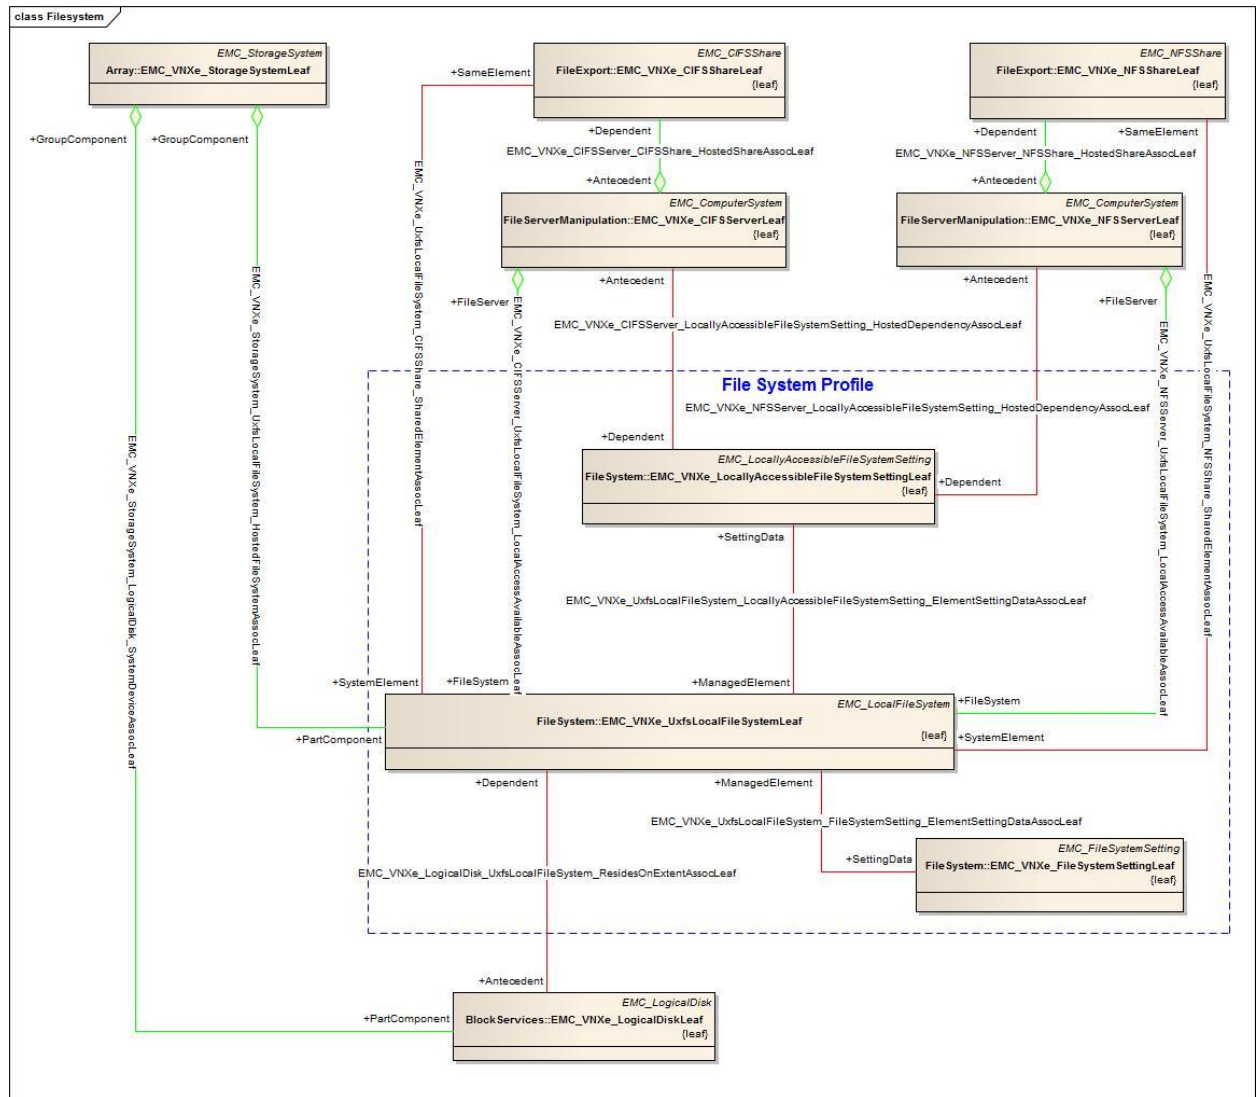 class Filesystem
EMC_StorageSystem
Array::EMC_VNXe_StorageSystemLeaf
EMC_CIFSShare
FileExport::EMC_VNXe_CIFSShareLeaf
{leaf}
EMC_NFSShare
FileExport::EMC_VNXe_NFSShareLeaf
{leaf}
+SameElement
+GroupComponent
+GroupComponent
+Dependent
+Dependent
+SameElement
EMC_VNXe_CIFSServer_CIFSShare_HostedShareAssocLeaf
EMC_VNXe_NFSServer_NFSShare_HostedShareAssocLeaf
+Antecedent
+Antecedent
EMC_ComputerSystem
FileServerManipulation::EMC_VNXe_CIFSServerLeaf
{leaf}
EMC_ComputerSystem
FileServerManipulation::EMC_VNXe_NFSServerLeaf
{leaf}
+Antecedent
+Antecedent
+FileServer
+FileServer
EMC_VNXe_UxfsLocalFileSystem_CIFSShare_SharedElementAssocLeaf
EMC_VNXe_StorageSystem_UxfsLocalFileSystem_HostedFileSystemAssocLeaf
EMC_VNXe_CIFSServer_UxfsLocalFileSystem_LocalAccessAvailableAssocLeaf
EMC_VNXe_NFSServer_UxfsLocalFileSystem_LocalAccessAvailableAssocLeaf
EMC_VNXe_UxfsLocalFileSystem_NFSShare_SharedElementAssocLeaf
EMC_VNXe_StorageSystem_LogicalDisk_SystemDeviceAssocLeaf
EMC_VNXe_CIFSServer_LocallyAccessibleFileSystemSetting_HostedDependencyAssocLeaf
File System Profile
EMC_VNXe_NFSServer_LocallyAccessibleFileSystemSetting_HostedDependencyAssocLeaf
+Dependent
EMC_LocallyAccessibleFileSystemSetting
FileSystem::EMC_VNXe_LocallyAccessibleFileSystemSettingLeaf
{leaf}
+Dependent
+SettingData
EMC_VNXe_UxfsLocalFileSystem_LocallyAccessibleFileSystemSetting_ElementSettingDataAssocLeaf
+SystemElement
+FileSystem
+ManagedElement
EMC_LocalFileSystem
FileSystem::EMC_VNXe_UxfsLocalFileSystemLeaf
{leaf}
+FileSystem
+SystemElement
+PartComponent
+Dependent
+ManagedElement
EMC_VNXe_UxfsLocalFileSystem_FileSystemSetting_ElementSettingDataAssocLeaf
EMC_FileSystemSetting
FileSystem::EMC_VNXe_FileSystemSettingLeaf
{leaf}
+SettingData
EMC_VNXe_LogicalDisk_UxfsLocalFileSystem_ResidesOnExtentAssocLeaf
+Antecedent
EMC_LogicalDisk
BlockServices::EMC_VNXe_LogicalDiskLeaf
{leaf}
+PartComponent